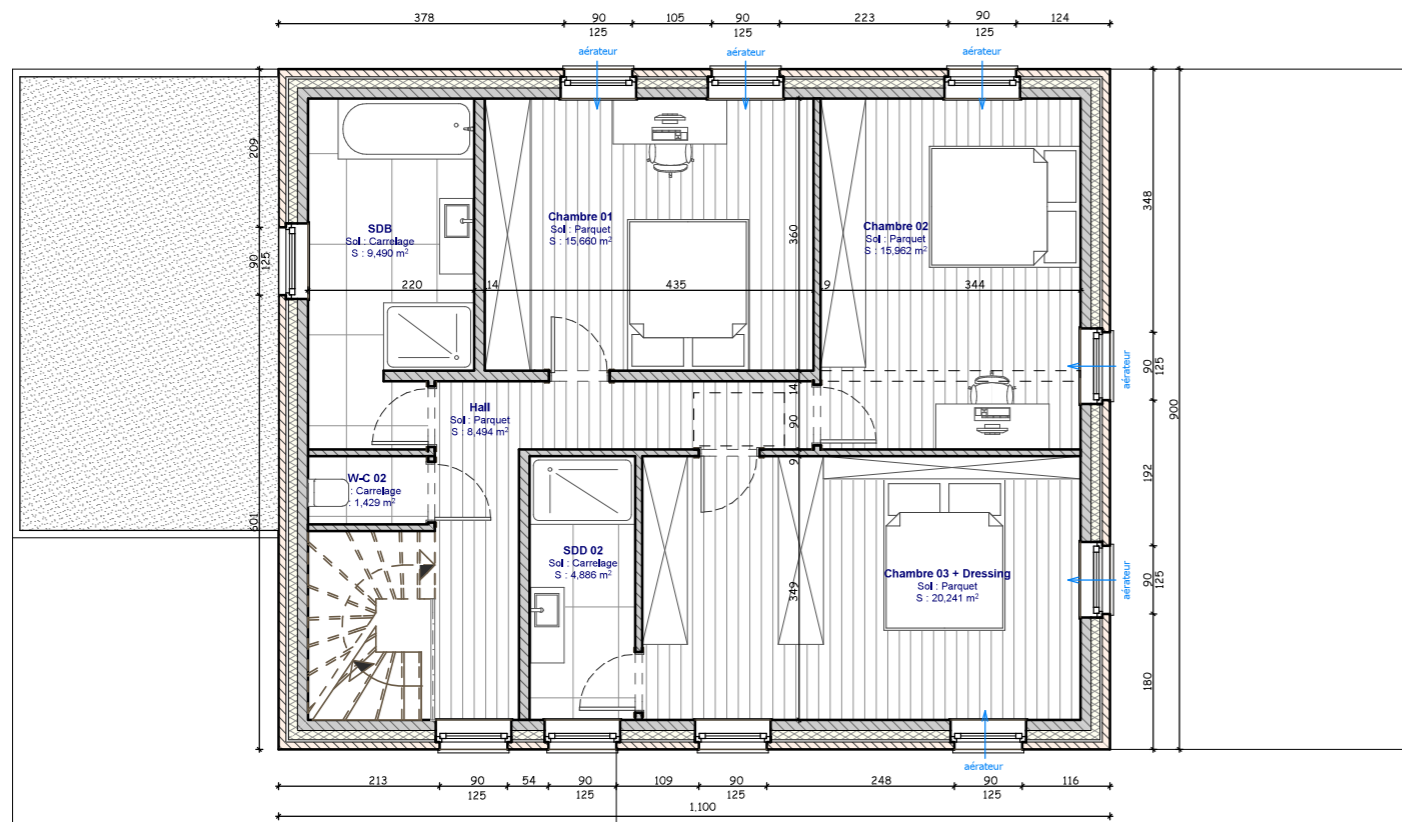 378
90
105
90
223
90
124
125
125
125
aérateur
aérateur
aérateur
209
348
SDB
Sol : Carrelage
S : 9,490 m²
Chambre 01
Sol : Parquet
S : 15,660 m²
Chambre 02
Sol : Parquet
S : 15,962 m²
360
90
125
220
14
435
9
344
90
125
aérateur
900
14
Hall
Sol : Parquet
S : 8,494 m²
90
9
192
W-C 02
: Carrelage
: 1,429 m²
601
SDD 02
Sol : Carrelage
S : 4,886 m²
349
Chambre 03 + Dressing
Sol : Parquet
S : 20,241 m²
90
125
aérateur
180
aérateur
213
90
54
90
109
90
248
90
116
125
125
125
125
1,100